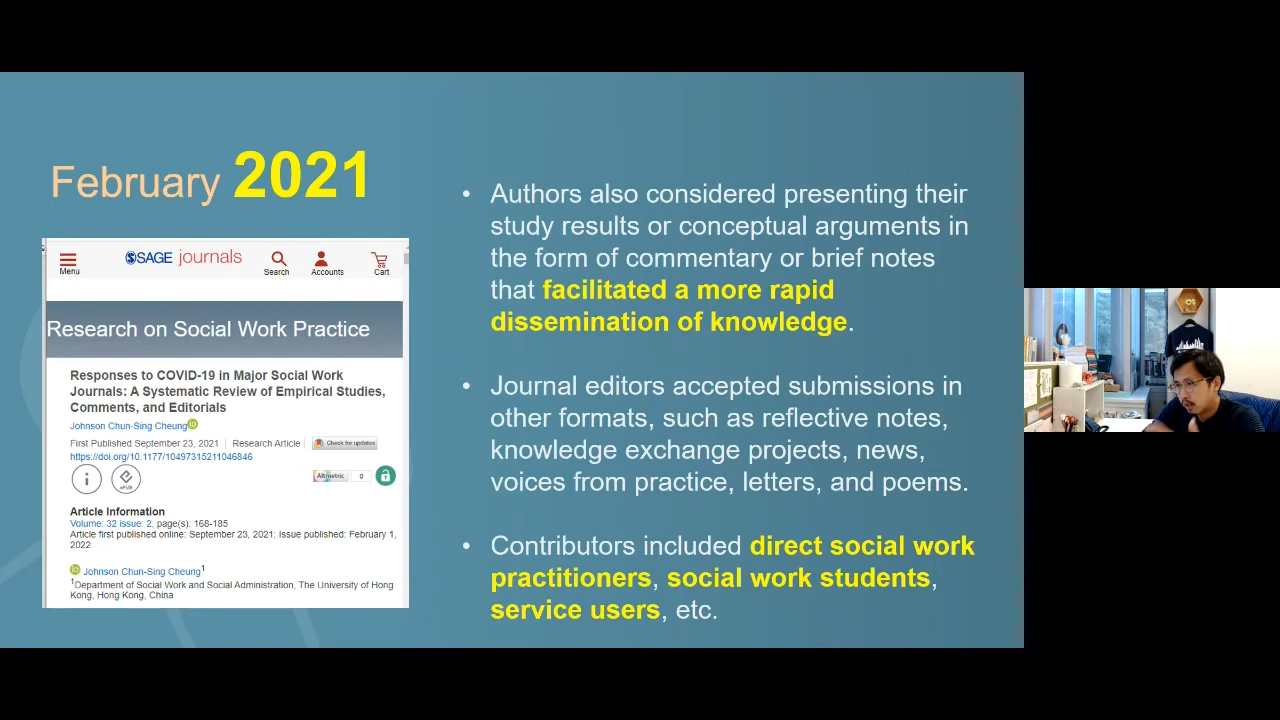 February 2021
SAGE journals
Menu
Search
Accounts
Cart
Research on Social Work Practice
Responses to COVID-19 in Major Social Work
Journals: A Systematic Review of Empirical Studies,
Comments, and Editorials
Johnson Chun-Sing Cheung
First Published September 23, 2021 | Research Article
Check for updates
https://doi.org/10.1177/10497315211046846
ePUB
Altmetric 0
Article Information
Volume: 32 issue: 2, page(s): 168-185
Article first published online: September 23, 2021; Issue published: February 1,
2022
Johnson Chun-Sing Cheung1
1Department of Social Work and Social Administration, The University of Hong
Kong, Hong Kong, China
• Authors also considered presenting their
study results or conceptual arguments in
the form of commentary or brief notes
that facilitated a more rapid
dissemination of knowledge.
• Journal editors accepted submissions in
other formats, such as reflective notes,
knowledge exchange projects, news,
voices from practice, letters, and poems.
• Contributors included direct social work
practitioners, social work students,
service users, etc.